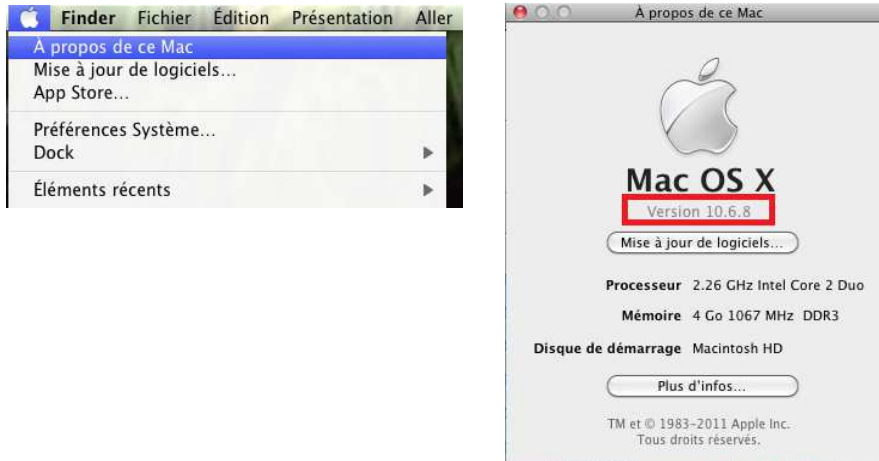 Finder Fichier Édition Présentation Aller
À propos de ce Mac
Mise à jour de logiciels...
App Store...
Préférences Système...
Dock
Éléments récents
À propos de ce Mac
Mac OS X
Version 10.6.8
Mise à jour de logiciels...
Processeur 2.26 GHz Intel Core 2 Duo
Mémoire 4 Go 1067 MHz DDR3
Disque de démarrage Macintosh HD
Plus d'infos...
TM et © 1983-2011 Apple Inc.
Tous droits réservés.